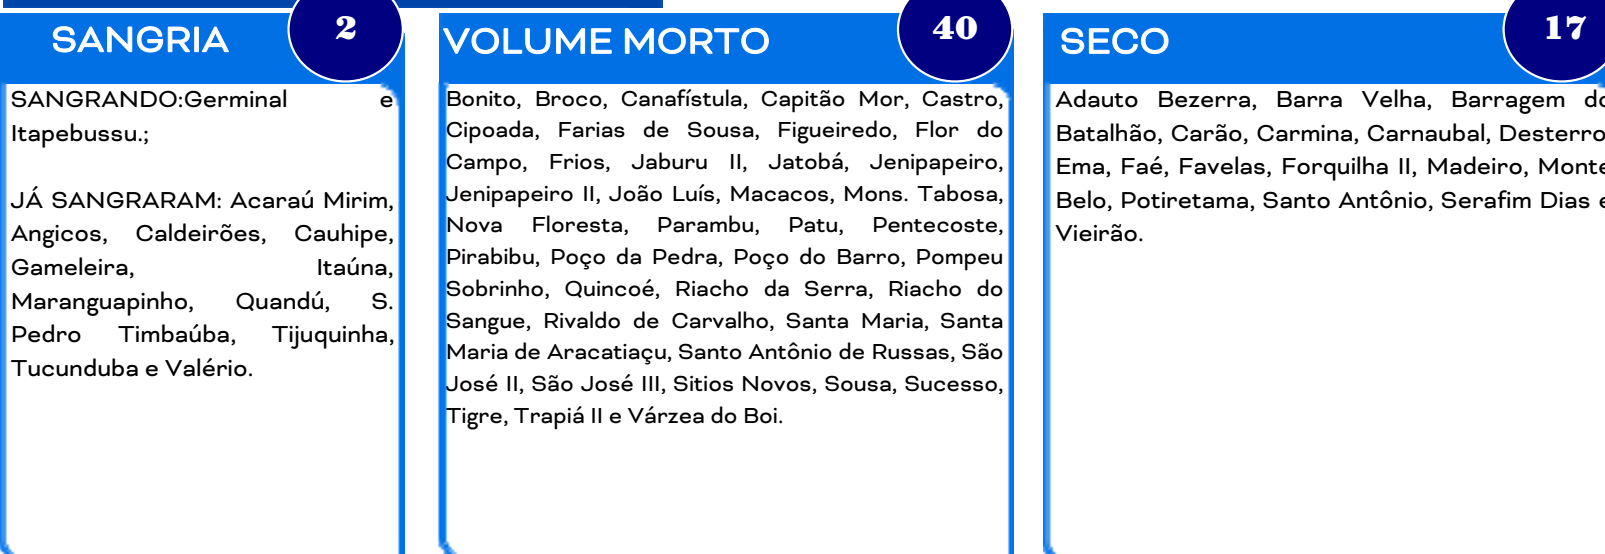 SANGRIA
2
SANGRANDO:Germinal e
Itapebussu.;
JÁ SANGRARAM: Acaraú Mirim,
Angicos, Caldeirões, Cauhipe,
Gameleira, Itaúna,
Maranguapinho, Quandú, S.
Pedro Timbaúba, Tijuquinha,
Tucunduba e Valério.
VOLUME MORTO
40
Bonito, Broco, Canafístula, Capitão Mor, Castro,
Cipoada, Farias de Sousa, Figueiredo, Flor do
Campo, Frios, Jaburu II, Jatobá, Jenipapeiro,
Jenipapeiro II, João Luís, Macacos, Mons. Tabosa,
Nova Floresta, Parambu, Patu, Pentecoste,
Pirabibu, Poço da Pedra, Poço do Barro, Pompeu
Sobrinho, Quincoé, Riacho da Serra, Riacho do
Sangue, Rivaldo de Carvalho, Santa Maria, Santa
Maria de Aracatiaçu, Santo Antônio de Russas, São
José II, São José III, Sitios Novos, Sousa, Sucesso,
Tigre, Trapiá II e Várzea do Boi.
SECO
17
Adauto Bezerra, Barra Velha, Barragem do
Batalhão, Carão, Carmina, Carnaubal, Desterro
Ema, Faé, Favelas, Forquilha II, Madeiro, Monte
Belo, Potiretama, Santo Antônio, Serafim Dias e
Vieirão.